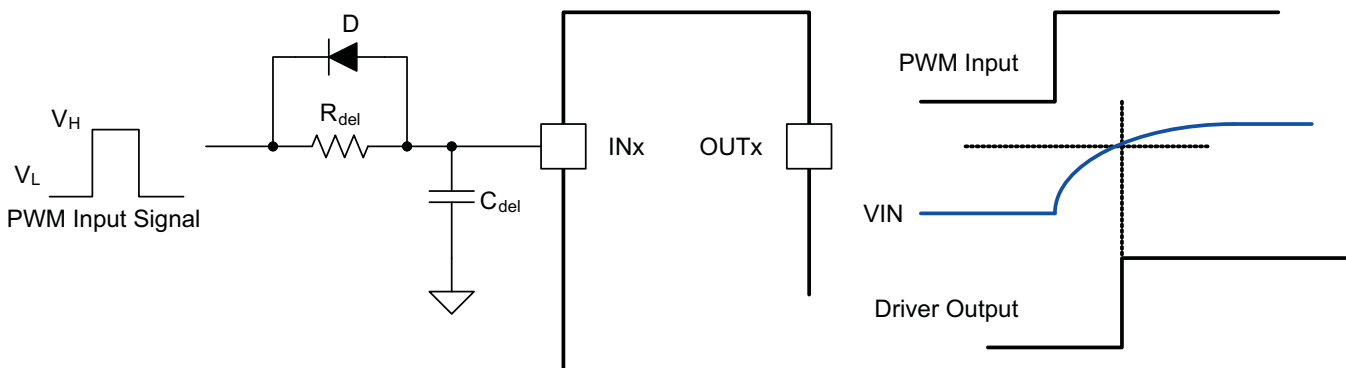 D
R_del
V_H
V_L
PWM Input Signal
C_del
INx
OUTx
PWM Input
VIN
Driver Output